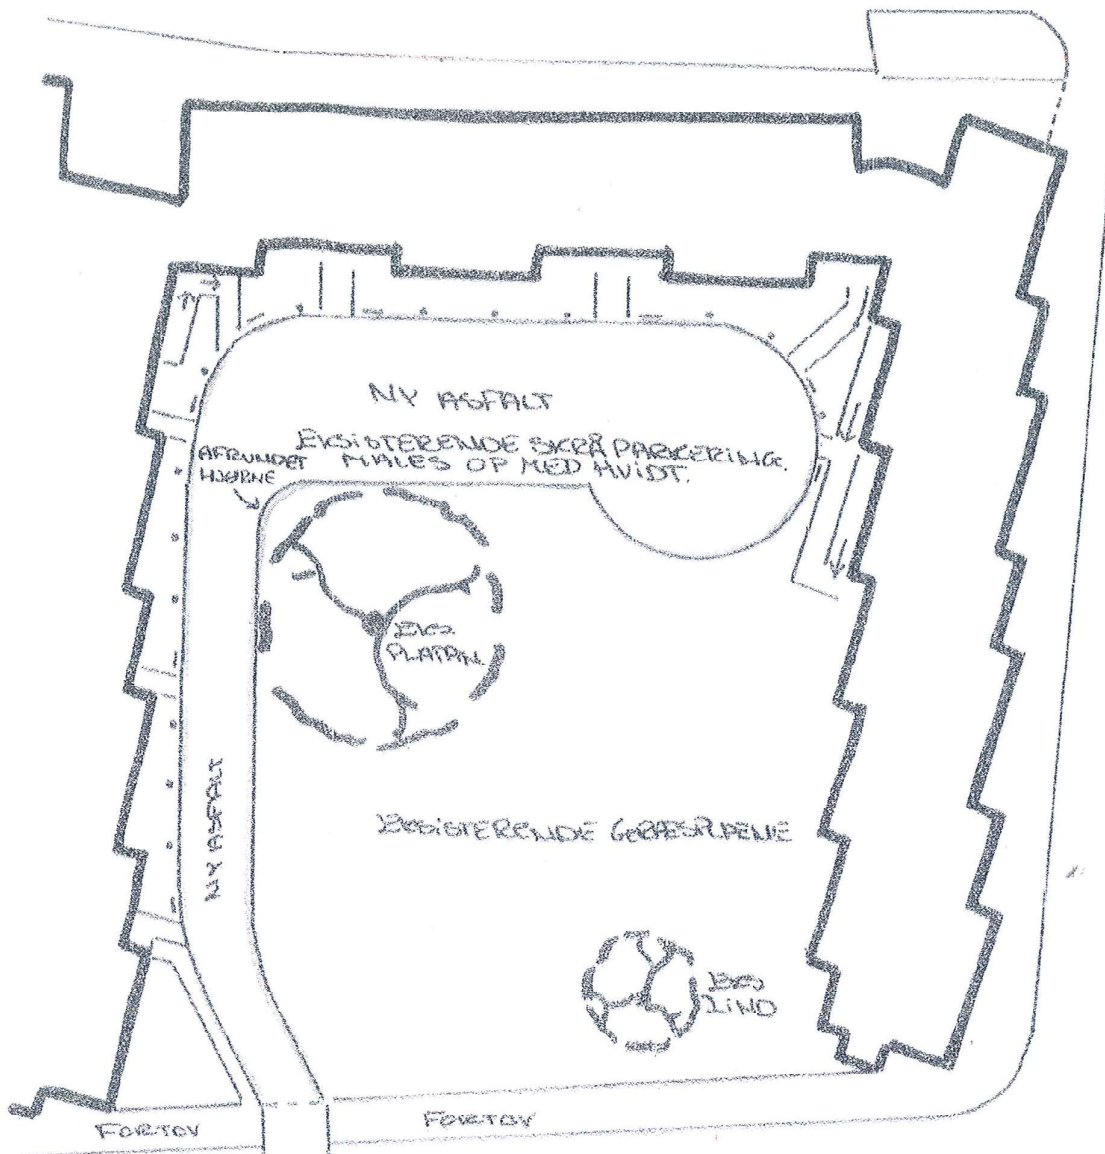 NY ASFALT
EKSISTERENDE SKRÅ PARKERING.
MALES OP MED HVIDT.
AFRUNDET
HJØRNE
EKS.
PLATAN.
NY ASFALT
EKSISTERENDE GRÆSPLÆNE
EKS
LIND
FORTOV
FORTOV